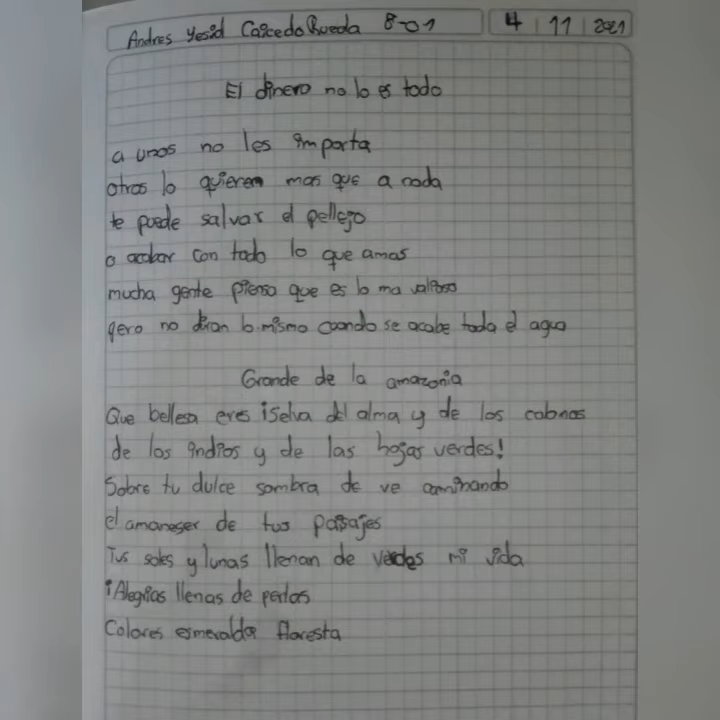 Andres Yesid Caicedo Rueda 8-01 4 11 2021
El dinero no lo es todo
a unos no les importa
otros lo quieren mas que a nada
te puede salvar el pellejo
o acabar con todo lo que amas
mucha gente piensa que es lo ma valioso
pero no diran lo mismo cuando se acabe toda el agua
Grande de la amazonia
Que bellesa eres ¡Selva del alma y de los
de los indios y de las hojas verdes!
Sobre tu dulce sombra de ve caminando
el amaneser de tus paisajes
Tus soles y lunas llenan de verdes mi vida
¡Alegrias llenas de perlas
Colores esmeralda floresta